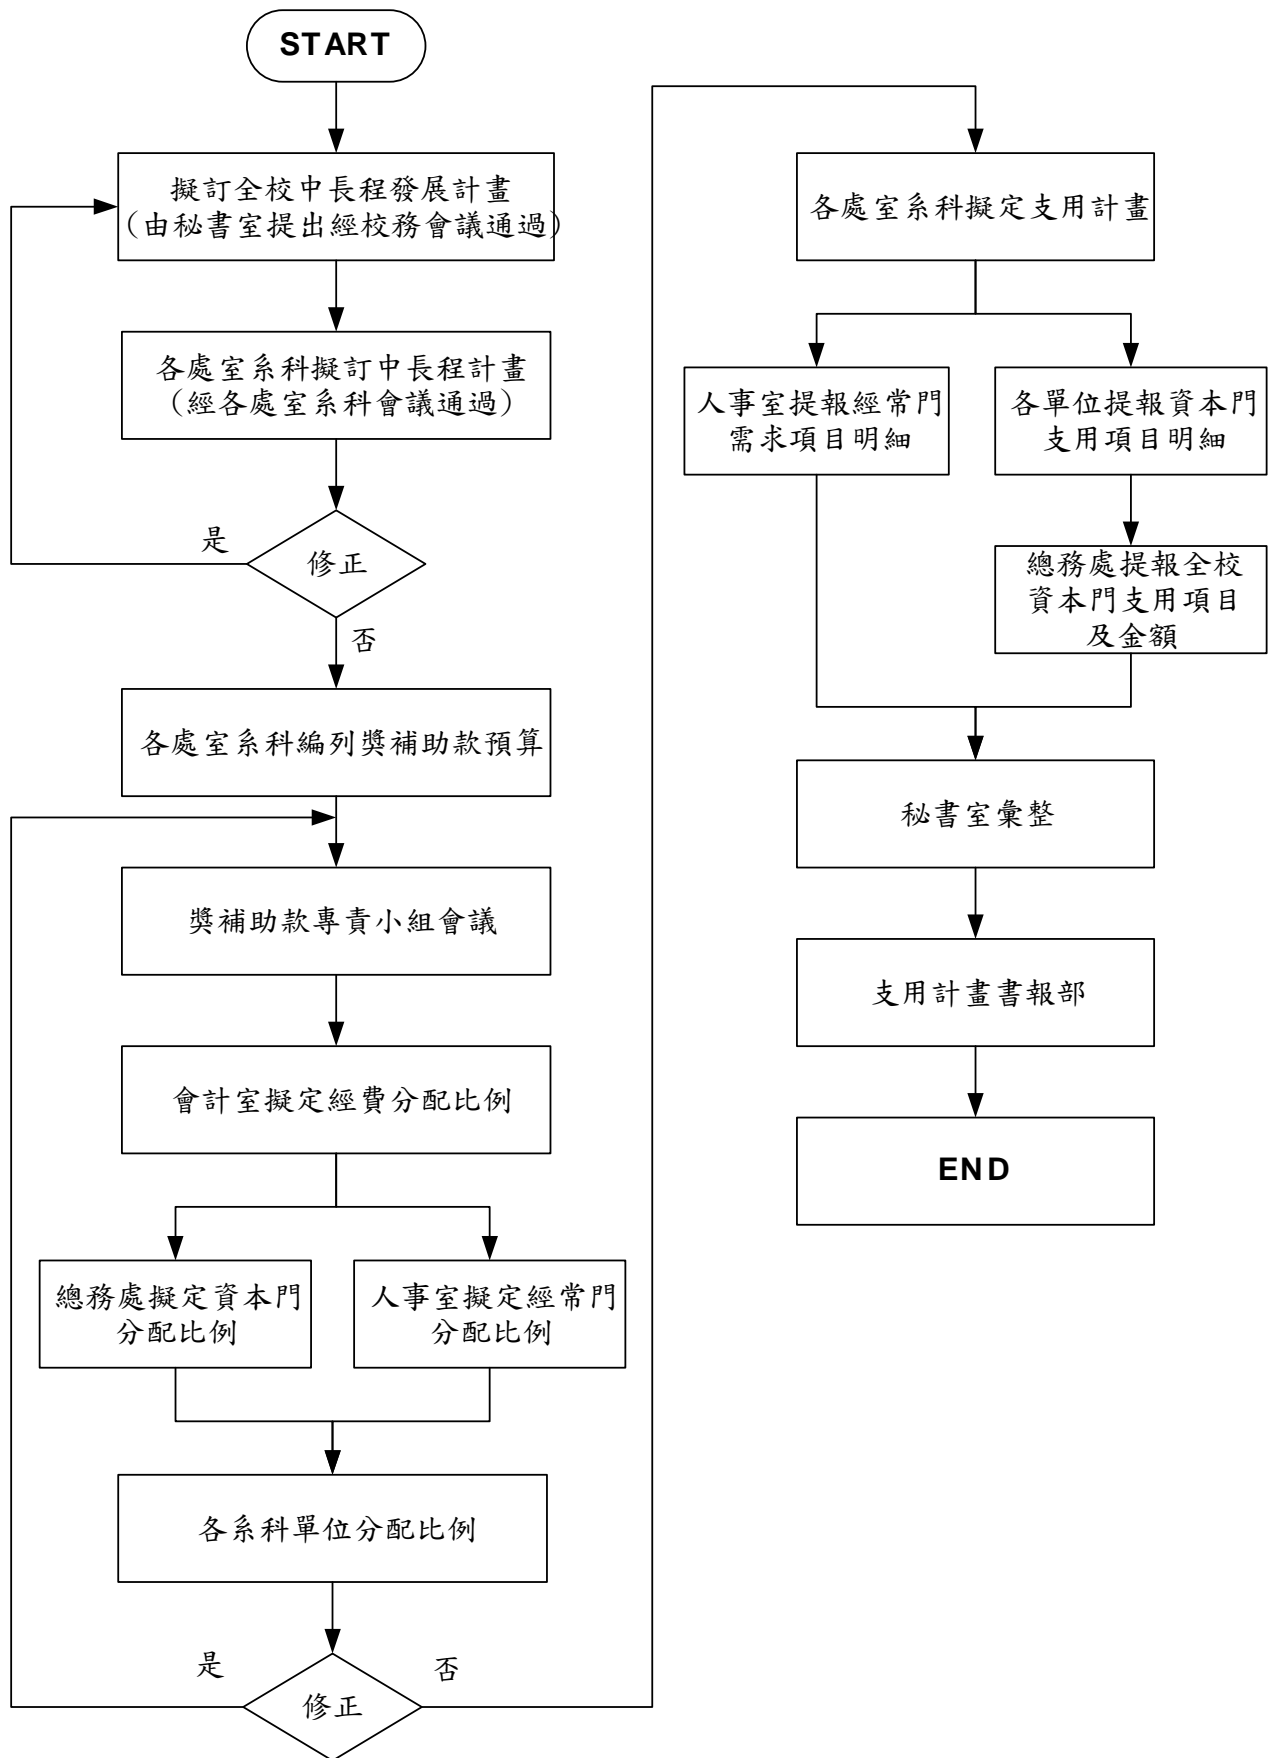 START
擬訂全校中長程發展計畫
（由秘書室提出經校務會議通過）
各處室系科擬訂中長程計畫
（經各處室系科會議通過）
是
修正
否
各處室系科編列獎補助款預算
獎補助款專責小組會議
會計室擬定經費分配比例
總務處擬定資本門
分配比例
人事室擬定經常門
分配比例
各系科單位分配比例
是
修正
否
各處室系科擬定支用計畫
人事室提報經常門
需求項目明細
各單位提報資本門
支用項目明細
總務處提報全校
資本門支用項目
及金額
秘書室彙整
支用計畫書報部
END